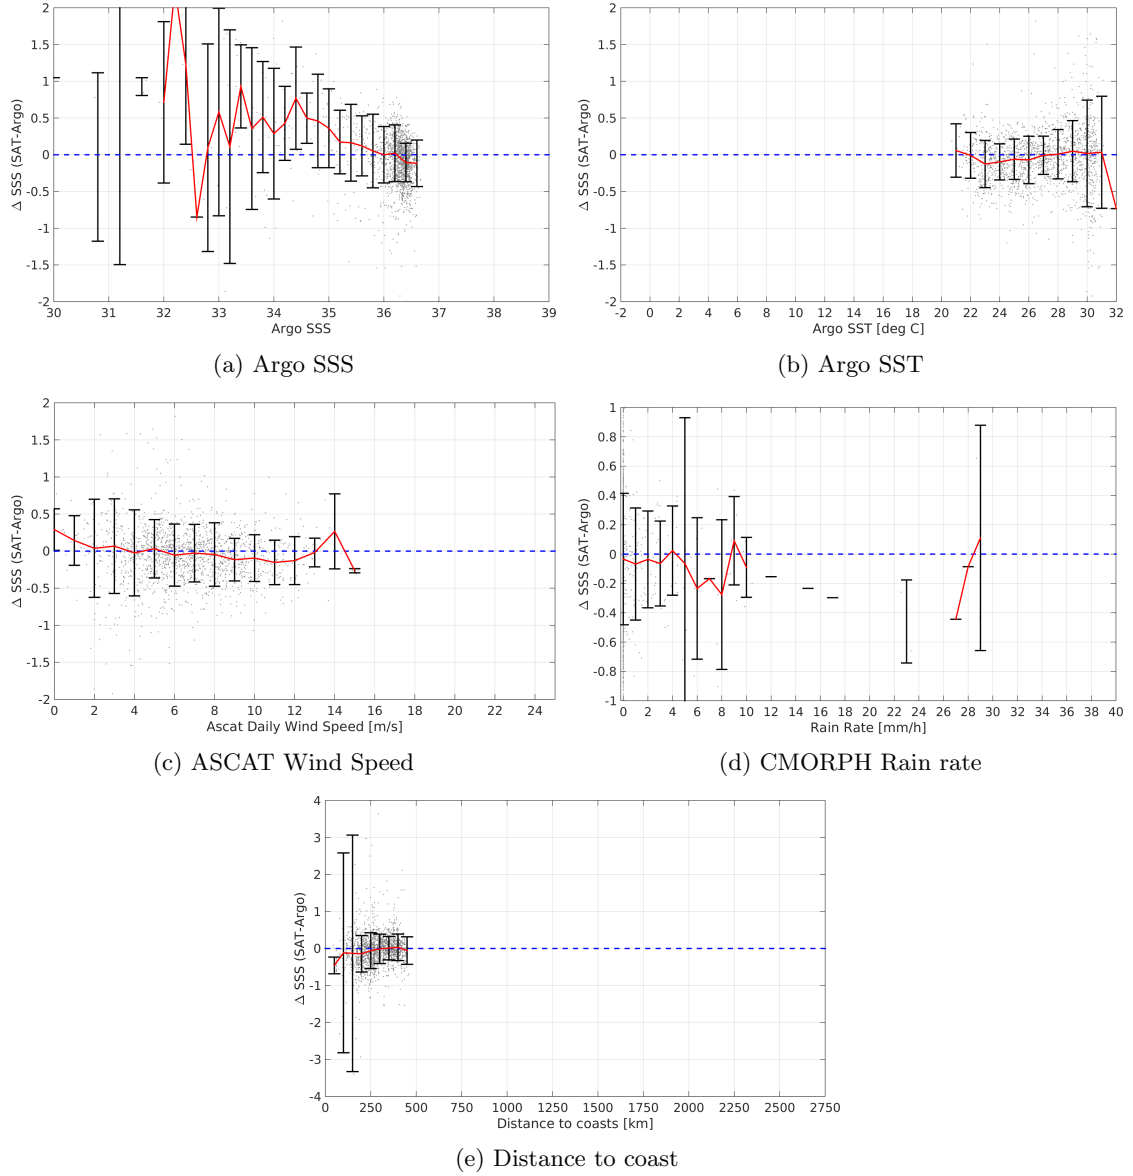 2
1.5
1
0.5
0
-0.5
-1
-1.5
-2
Δ SSS (SAT-Argo)
30 31 32 33 34 35 36 37 38 39
Argo SSS
(a) Argo SSS
2
1.5
1
0.5
0
-0.5
-1
-1.5
-2
Δ SSS (SAT-Argo)
-2 0 2 4 6 8 10 12 14 16 18 20 22 24 26 28 30 32
Argo SST [deg C]
(b) Argo SST
2
1.5
1
0.5
0
-0.5
-1
-1.5
-2
Δ SSS (SAT-Argo)
0 2 4 6 8 10 12 14 16 18 20 22 24
Ascat Daily Wind Speed [m/s]
(c) ASCAT Wind Speed
1
0.8
0.6
0.4
0.2
0
-0.2
-0.4
-0.6
-0.8
-1
Δ SSS (SAT-Argo)
0 2 4 6 8 10 12 14 16 18 20 22 24 26 28 30 32 34 36 38 40
Rain Rate [mm/h]
(d) CMORPH Rain rate
4
3
2
1
0
-1
-2
-3
-4
Δ SSS (SAT-Argo)
0 250 500 750 1000 1250 1500 1750 2000 2250 2500 2750
Distance to coasts [km]
(e) Distance to coast